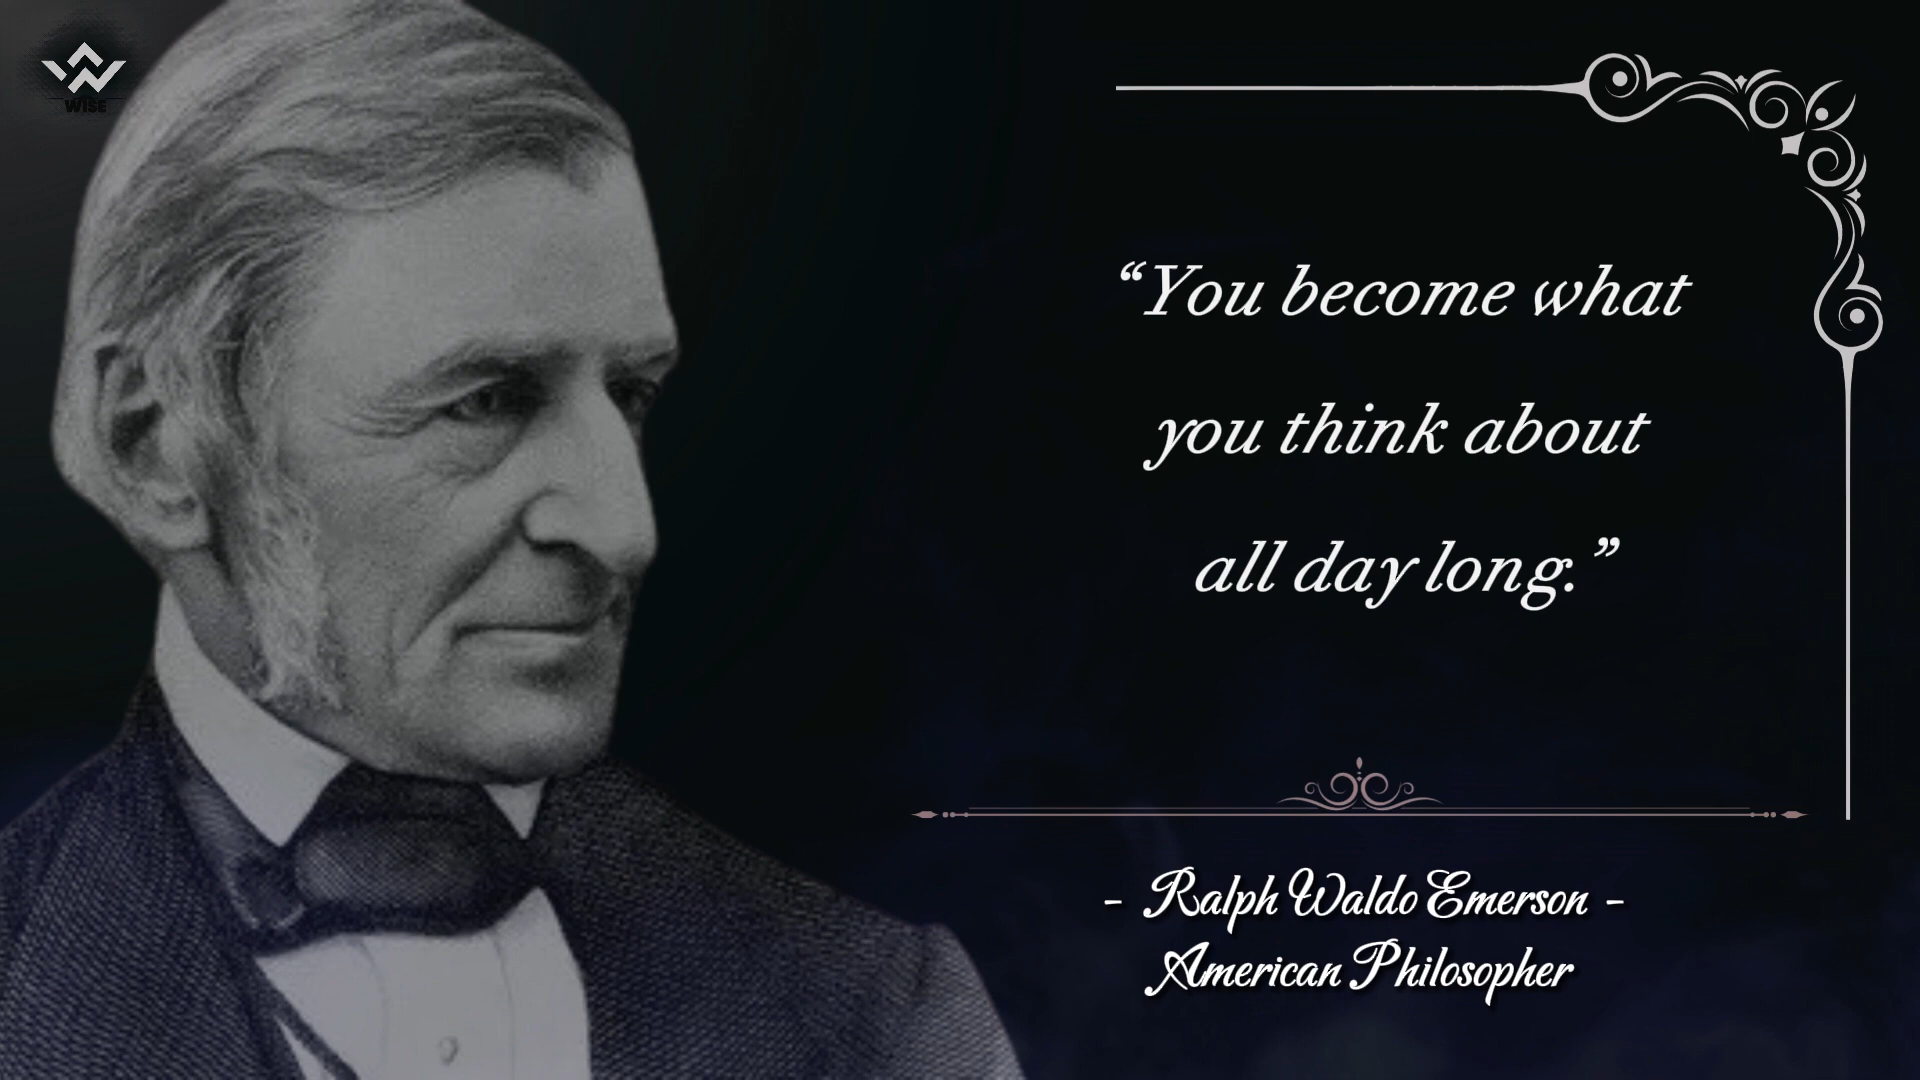 WISE
“You become what
you think about
all day long.”
- Ralph Waldo Emerson -
American Philosopher